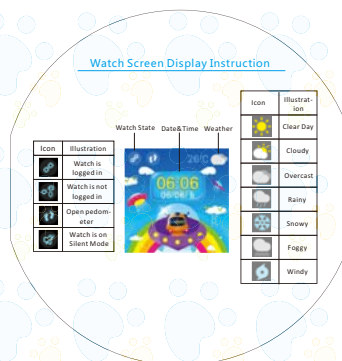 Watch Screen Display Instruction
Watch State Date&Time Weather
Icon Illustration
Watch is
logged in
Watch is not
logged in
Open pedom-
eter
Watch is on
Silent Mode
26°C
06:06
Icon Illustrat-
ion
Clear Day
Cloudy
Overcast
Rainy
Snowy
Foggy
Windy